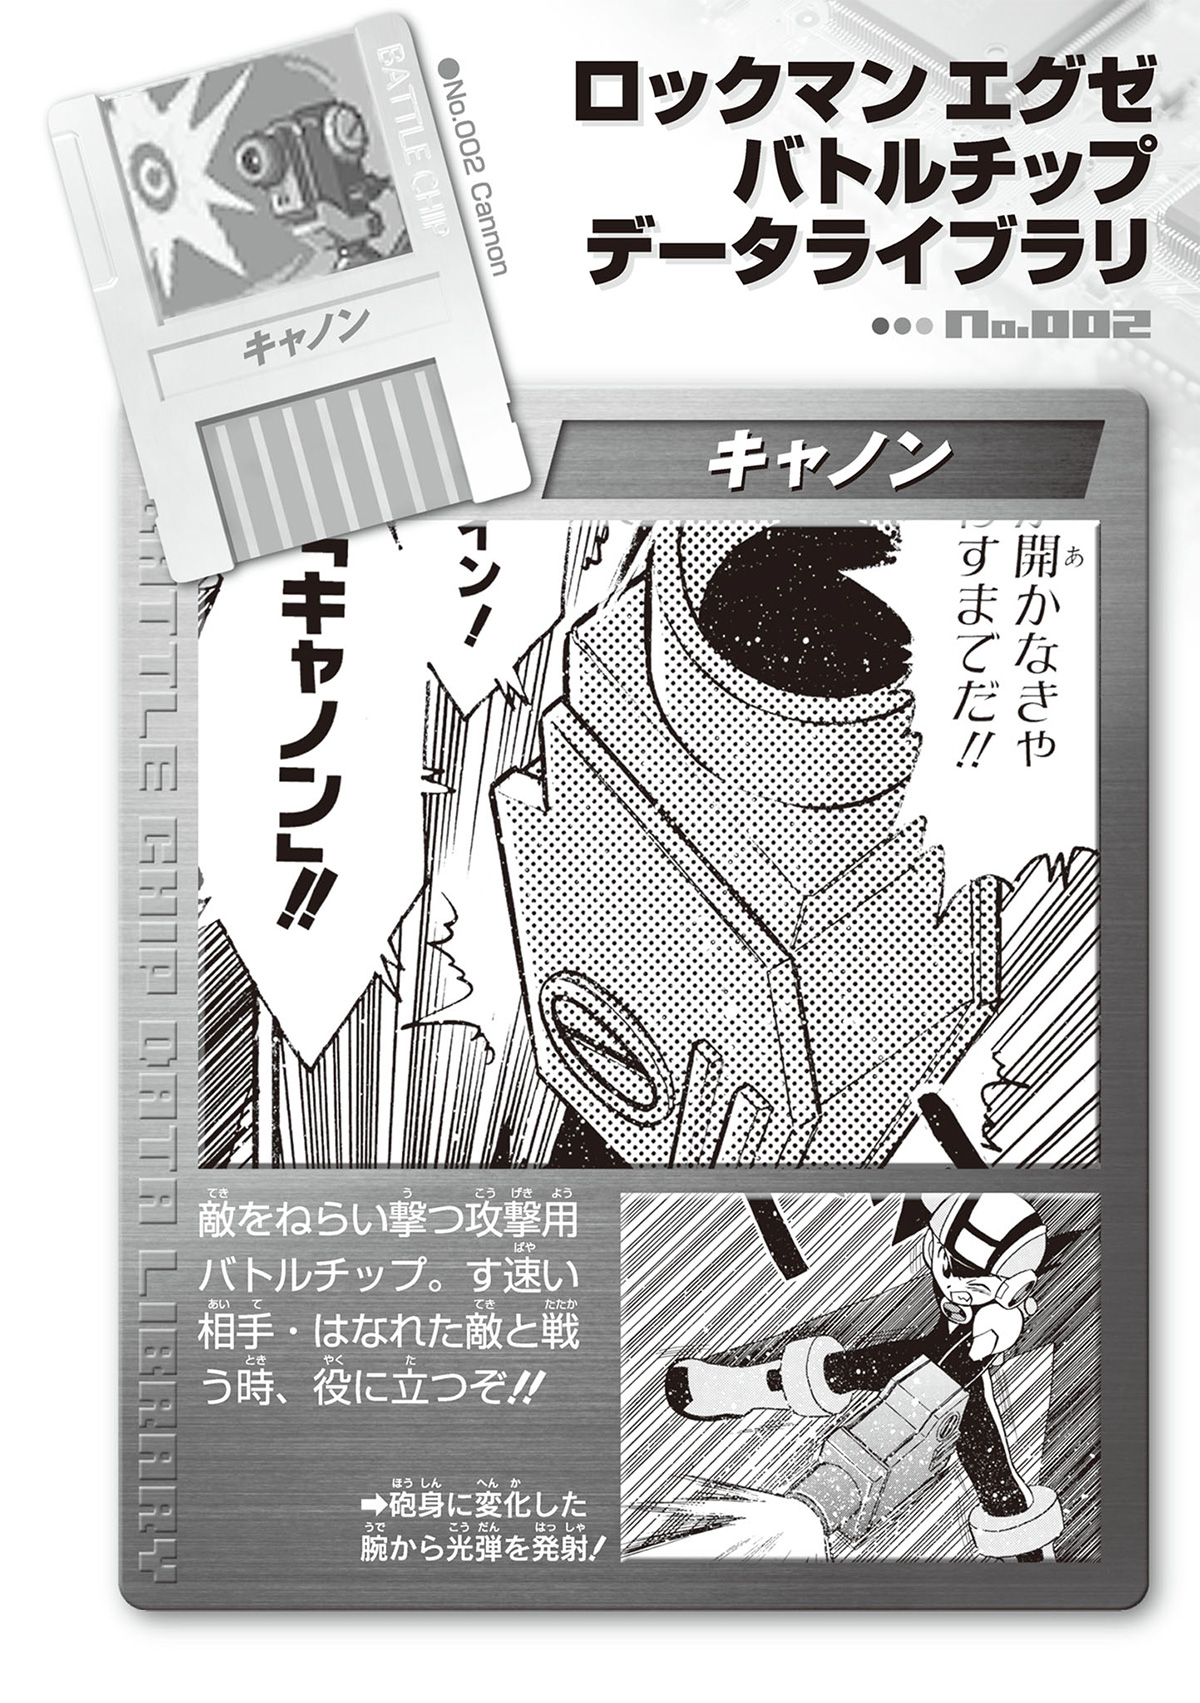 ロックマン エグゼ
バトルチップ
データライブラリ
No.002
BATTLE CHIP
●No.002 Cannon
キャノン
キャノン
開かなきゃ
あ
すまでだ!!
イン!
「キャノン」!!
BATTLE CHIP DATA LIBRARY
敵をねらい撃つ攻撃用
バトルチップ。す速い
相手・はなれた敵と戦
う時、役に立つぞ!!
➡砲身に変化した
腕から光弾を発射!